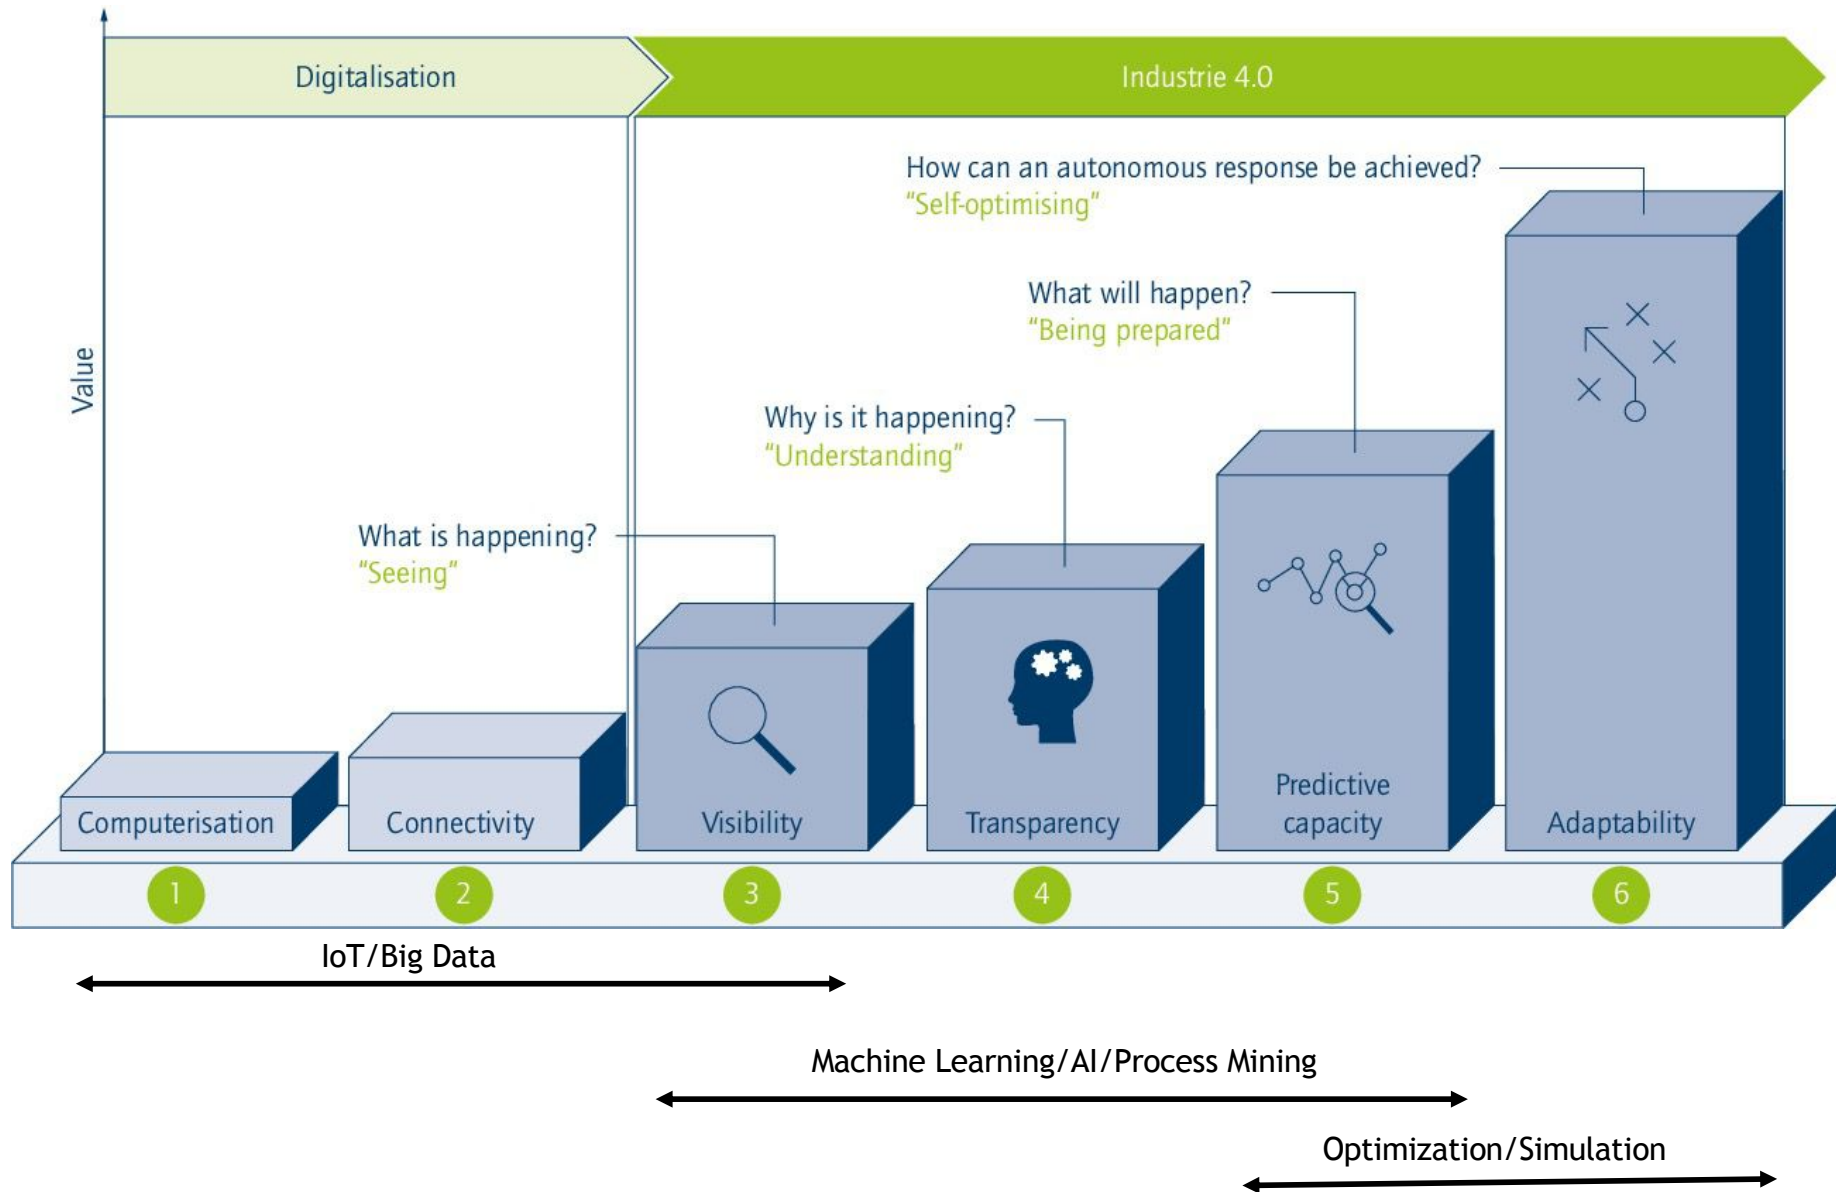 Digitalisation
Industrie 4.0
Value
How can an autonomous response be achieved?
“Self-optimising”
What will happen?
“Being prepared”
Why is it happening?
“Understanding”
What is happening?
“Seeing”
Computerisation
Connectivity
Visibility
Transparency
Predictive
capacity
Adaptability
1
2
3
4
5
6
IoT/Big Data
Machine Learning/AI/Process Mining
Optimization/Simulation